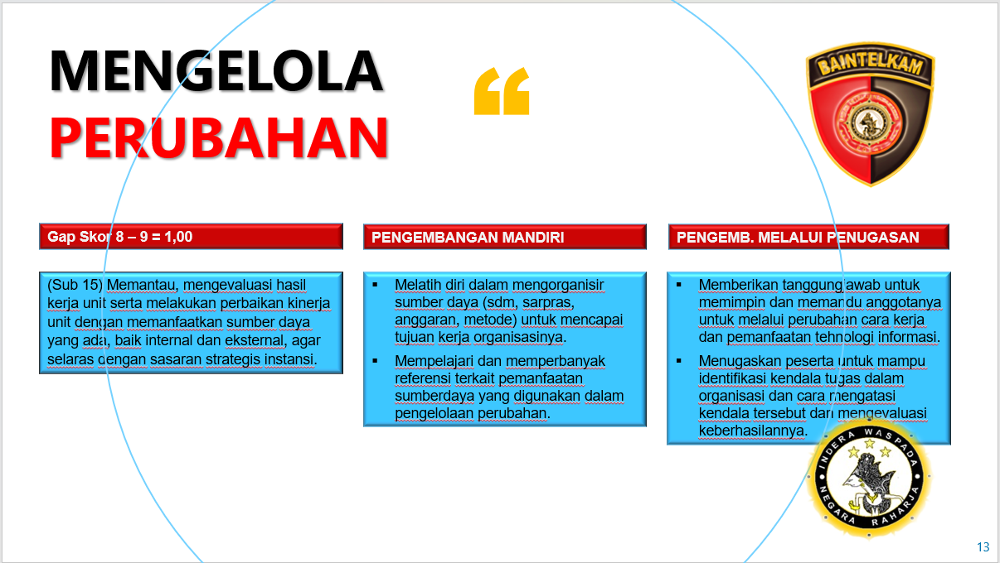 MENGELOLA
PERUBAHAN
BAINTELKAM
Gap Skor 8 – 9 = 1,00
(Sub 15) Memantau, mengevaluasi hasil
kerja unit serta melakukan perbaikan kinerja
unit dengan memanfaatkan sumber daya
yang ada, baik internal dan eksternal, agar
selaras dengan sasaran strategis instansi.
PENGEMBANGAN MANDIRI
▪ Melatih diri dalam mengorganisir
sumber daya (sdm, sarpras,
anggaran, metode) untuk mencapai
tujuan kerja organisasinya.
▪ Mempelajari dan memperbanyak
referensi terkait pemanfaatan
sumberdaya yang digunakan dalam
pengelolaan perubahan.
PENGEMB. MELALUI PENUGASAN
▪ Memberikan tanggungjawab untuk
memimpin dan memandu anggotanya
untuk melalui perubahan cara kerja
dan pemanfaatan tehnologi informasi.
▪ Menugaskan peserta untuk mampu
identifikasi kendala tugas dalam
organisasi dan cara mengatasi
kendala tersebut dan mengevaluasi
keberhasilannya.
INDERA WASPADA
NEGARA RAHARJA
13